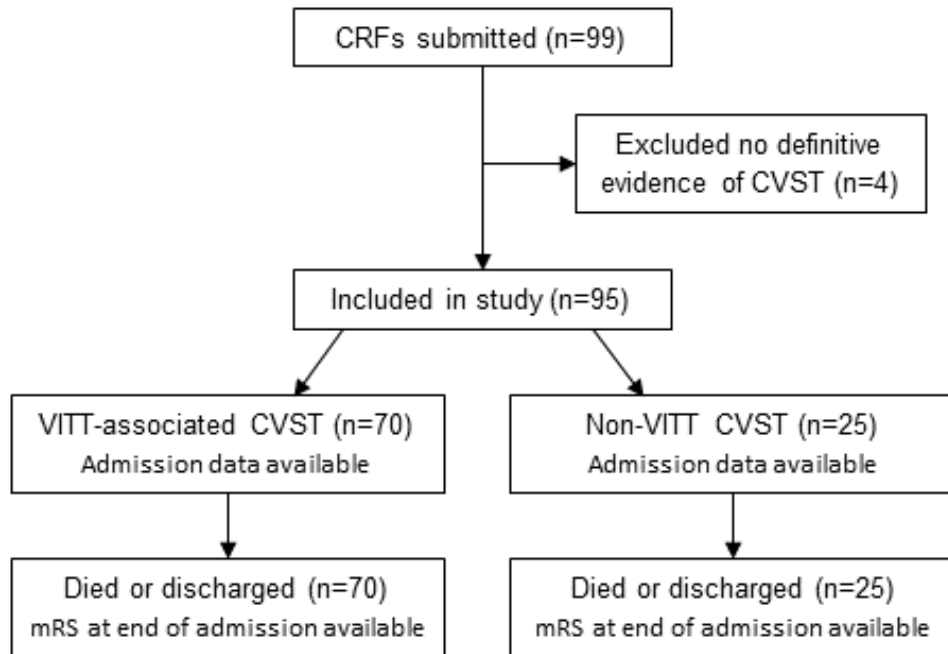 CRFs submitted (n=99)
Excluded no definitive
evidence of CVST (n=4)
Included in study (n=95)
VITT-associated CVST (n=70)
Admission data available
Non-VITT CVST (n=25)
Admission data available
Died or discharged (n=70)
mRS at end of admission available
Died or discharged (n=25)
mRS at end of admission available